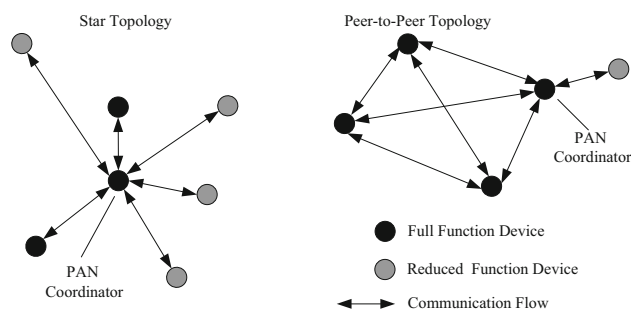 Star Topology
Peer-to-Peer Topology
PAN
Coordinator
PAN
Coordinator
Full Function Device
Reduced Function Device
Communication Flow